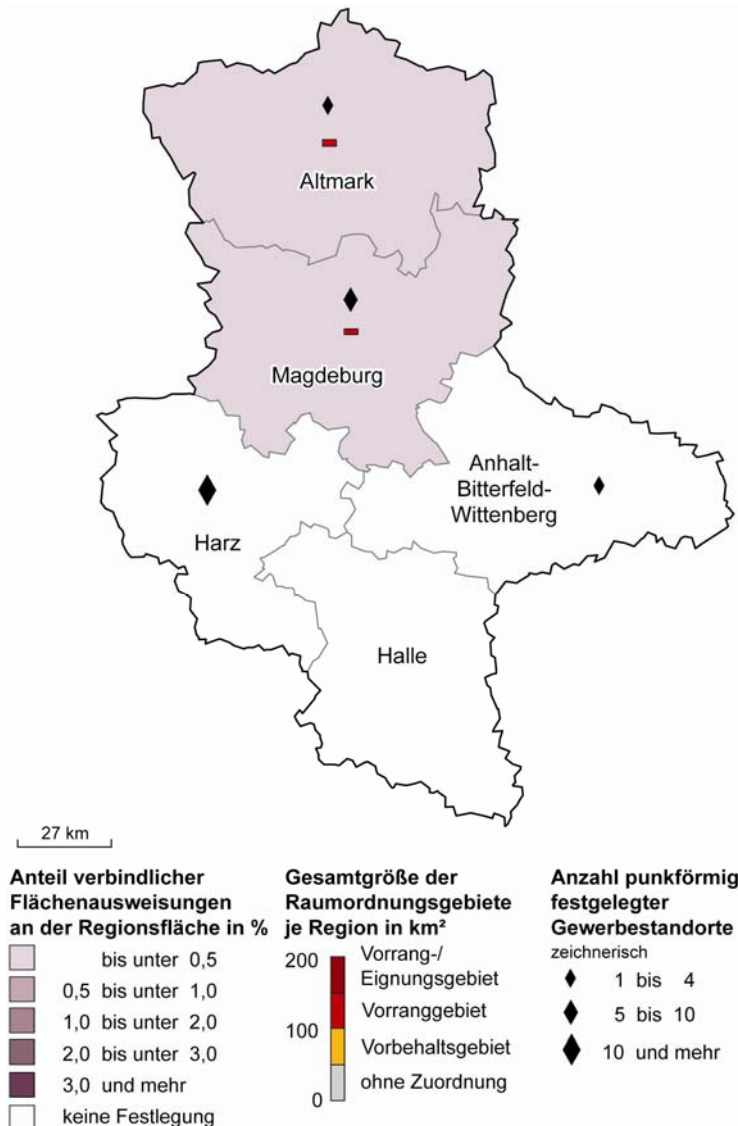 Altmark
Magdeburg
Anhalt-
Bitterfeld-
Wittenberg
Harz
Halle
27 km
Anteil verbindlicher
Flächenausweisungen
an der Regionsfläche in %
bis unter 0,5
0,5 bis unter 1,0
1,0 bis unter 2,0
2,0 bis unter 3,0
3,0 und mehr
keine Festlegung
Gesamtgröße der
Raumordnungsgebiete
je Region in km²
200
100
0
Vorrang-/
Eignungsgebiet
Vorranggebiet
Vorbehaltsgebiet
ohne Zuordnung
Anzahl punkförmig
festgelegter
Gewerbestandorte
zeichnerisch
1 bis 4
5 bis 10
10 und mehr